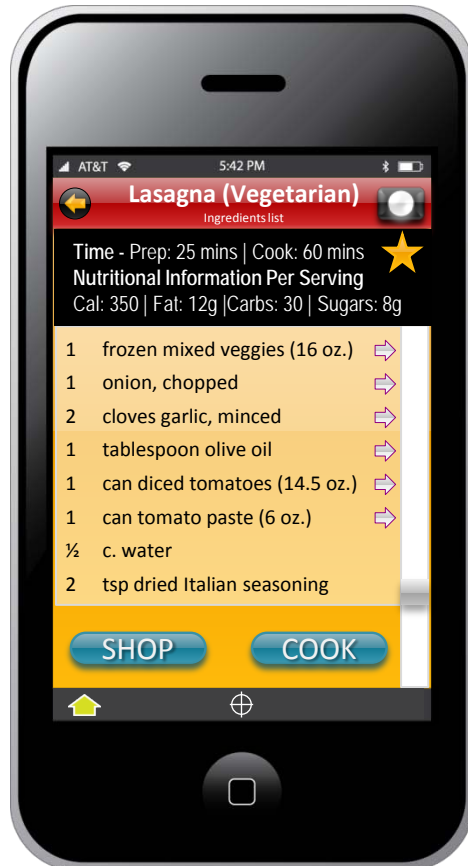 AT&T 5:42 PM
Lasagna (Vegetarian)
Ingredients list
Time - Prep: 25 mins | Cook: 60 mins
Nutritional Information Per Serving
Cal: 350 | Fat: 12g |Carbs: 30 | Sugars: 8g
1 frozen mixed veggies (16 oz.)
1 onion, chopped
2 cloves garlic, minced
1 tablespoon olive oil
1 can diced tomatoes (14.5 oz.)
1 can tomato paste (6 oz.)
½ c. water
2 tsp dried Italian seasoning
SHOP COOK